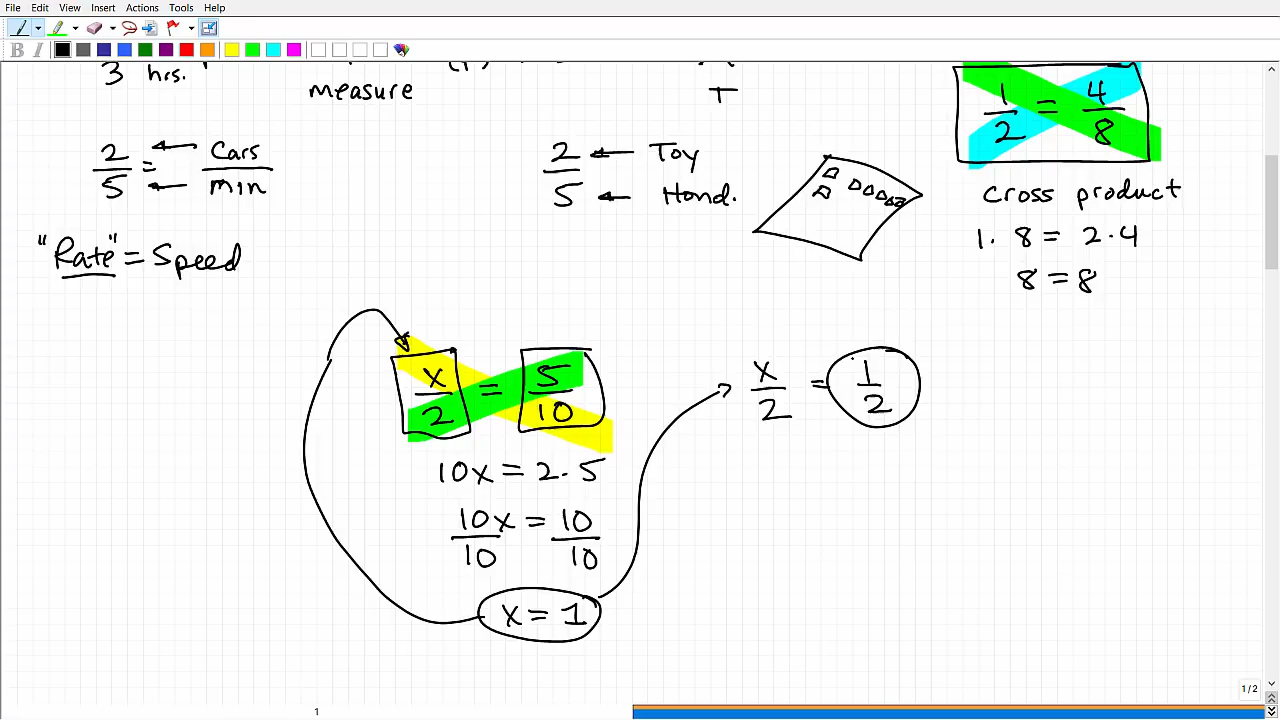 File Edit View Insert Actions Tools Help
B I
3 hrs.
measure
T
1/2 = 4/8
2/5 = Cars/min
2 ← Toy
5 ← Hond.
cross product
1. 8 = 2·4
8 = 8
"Rate" = Speed
x/2 = 5/10
x/2 = 1/2
10x = 2·5
10x/10 = 10/10
x = 1
1/2
1